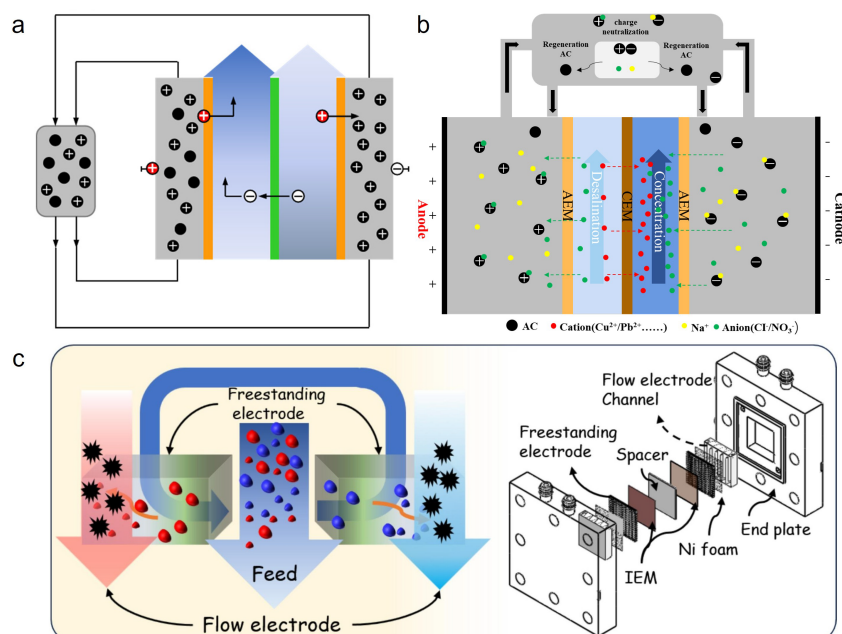 a
b
charge
neutralization
Regeneration
AC
Regeneration
AC
Anode
AEM
Desalination
CEM
Concentration
AEM
Cathode
AC
Cation(Cu²⁺/Pb²⁺……)
Na⁺
Anion(Cl⁻/NO₃⁻)
c
Freestanding
electrode
Feed
Flow electrode
Flow electrode
Channel
Freestanding
electrode
Spacer
IEM
Ni foam
End plate